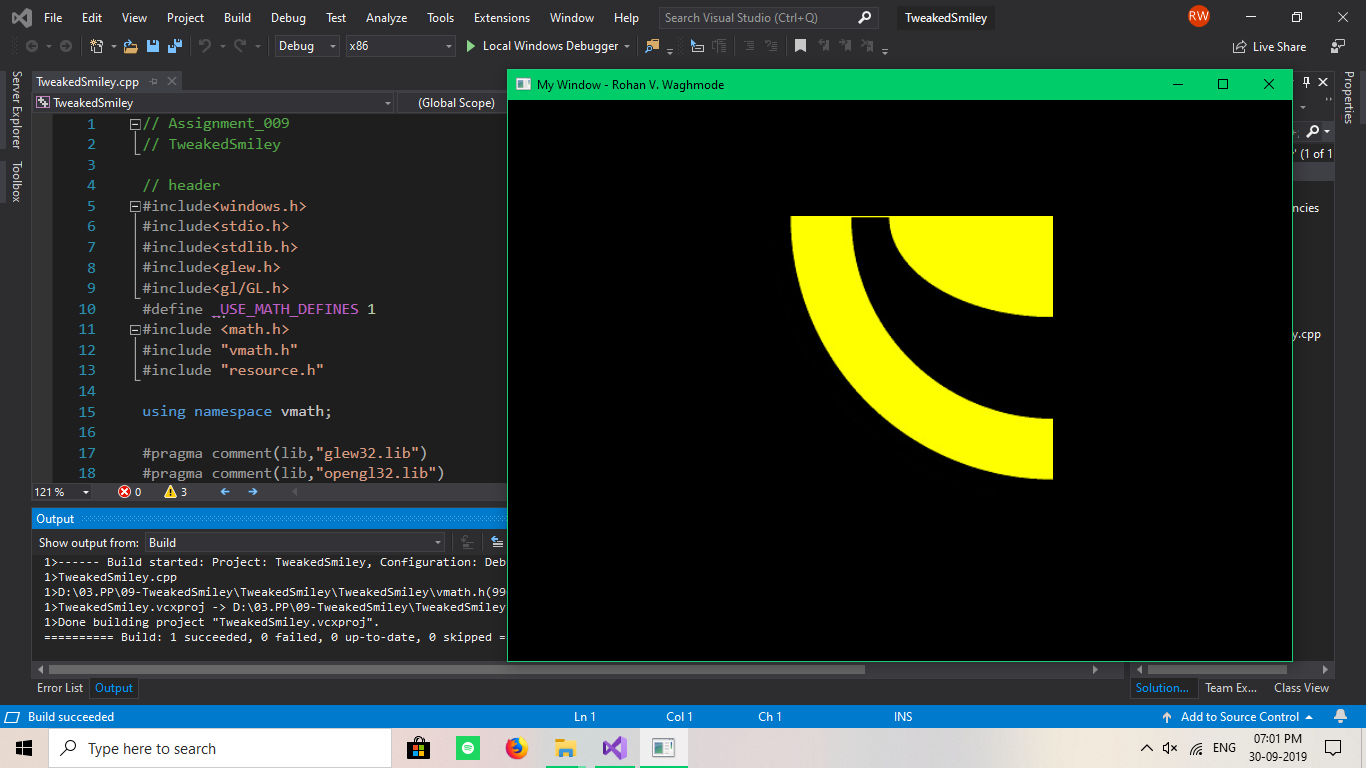 File Edit View Project Build Debug Test Analyze Tools Extensions Window Help Search Visual Studio (Ctrl+Q) TweakedSmiley RW
Debug x86 Local Windows Debugger Live Share
Server Explorer
Toolbox
TweakedSmiley.cpp
TweakedSmiley (Global Scope)
1 // Assignment_009
2 // TweakedSmiley
3
4 // header
5 #include<windows.h>
6 #include<stdio.h>
7 #include<stdlib.h>
8 #include<glew.h>
9 #include<gl/GL.h>
10 #define _USE_MATH_DEFINES 1
11 #include <math.h>
12 #include "vmath.h"
13 #include "resource.h"
14
15 using namespace vmath;
16
17 #pragma comment(lib,"glew32.lib")
18 #pragma comment(lib,"opengl32.lib")
121 % 0 3
My Window - Rohan V. Waghmode
Properties
' (1 of 1
ncies
y.cpp
Output
Show output from: Build
1>------ Build started: Project: TweakedSmiley, Configuration: Deb
1>TweakedSmiley.cpp
1>D:\03.PP\09-TweakedSmiley\TweakedSmiley\TweakedSmiley\vmath.h(99
1>TweakedSmiley.vcxproj -> D:\03.PP\09-TweakedSmiley\TweakedSmiley
1>Done building project "TweakedSmiley.vcxproj".
========== Build: 1 succeeded, 0 failed, 0 up-to-date, 0 skipped =
Error List Output Solution... Team Ex... Class View
Build succeeded Ln 1 Col 1 Ch 1 INS Add to Source Control
Type here to search ENG 07:01 PM
30-09-2019